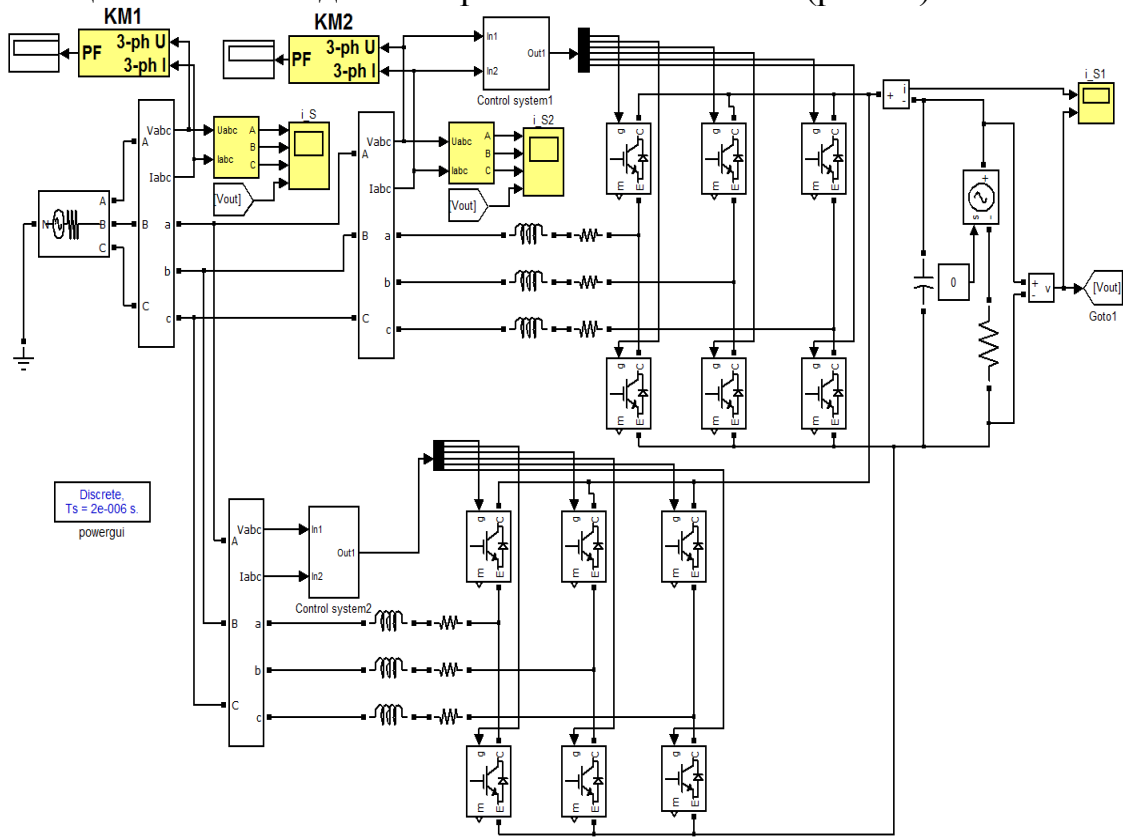 KM1
PF
3-ph U
3-ph I
KM2
PF
3-ph U
3-ph I
In1
In2
Out1
Control system1
Vabc
Iabc
A
B
C
a
b
c
Uabc
Iabc
A
B
C
i_S
[Vout]
Vabc
Iabc
A
B
C
a
b
c
Uabc
Iabc
A
B
C
i_S2
[Vout]
N
A
B
C
g
C
m
E
g
C
m
E
g
C
m
E
g
C
m
E
g
C
m
E
g
C
m
E
+
i
-
i_S1
+
s
-
0
+
-
v
[Vout]
Goto1
Discrete,
Ts = 2e-006 s.
powergui
Vabc
Iabc
A
B
C
a
b
c
In1
In2
Out1
Control system2
g
C
m
E
g
C
m
E
g
C
m
E
g
C
m
E
g
C
m
E
g
C
m
E